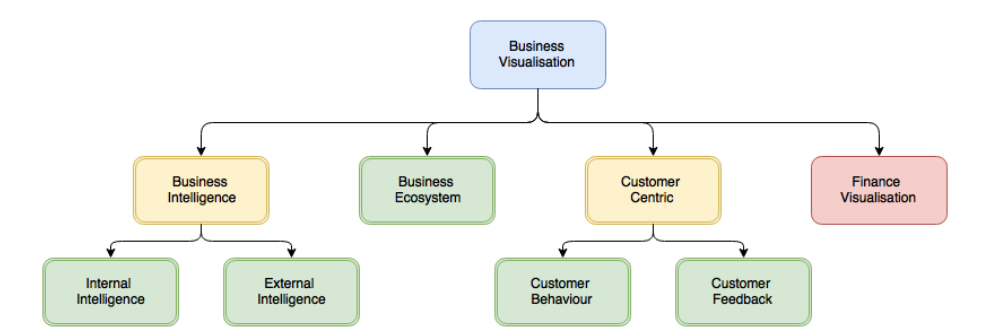 Business
Visualisation
Business
Intelligence
Business
Ecosystem
Customer
Centric
Finance
Visualisation
Internal
Intelligence
External
Intelligence
Customer
Behaviour
Customer
Feedback